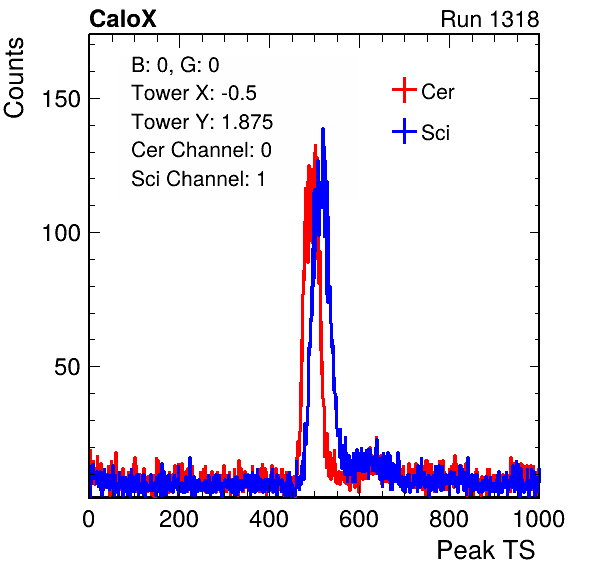 CaloX Run 1318
Counts
B: 0, G: 0
Tower X: -0.5
Tower Y: 1.875
Cer Channel: 0
Sci Channel: 1
Cer
Sci
150
100
50
0 200 400 600 800 1000
Peak TS